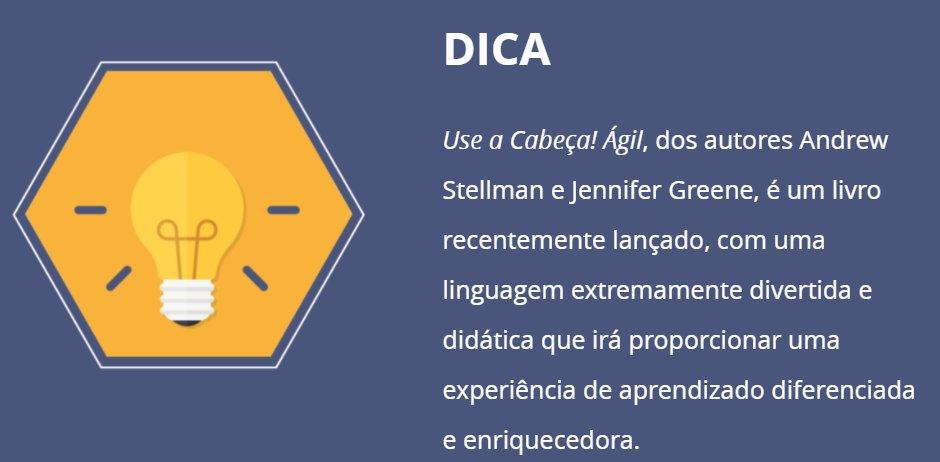 DICA
Use a Cabeça! Ágil, dos autores Andrew
Stellman e Jennifer Greene, é um livro
recentemente lançado, com uma
linguagem extremamente divertida e
didática que irá proporcionar uma
experiência de aprendizado diferenciada
e enriquecedora.